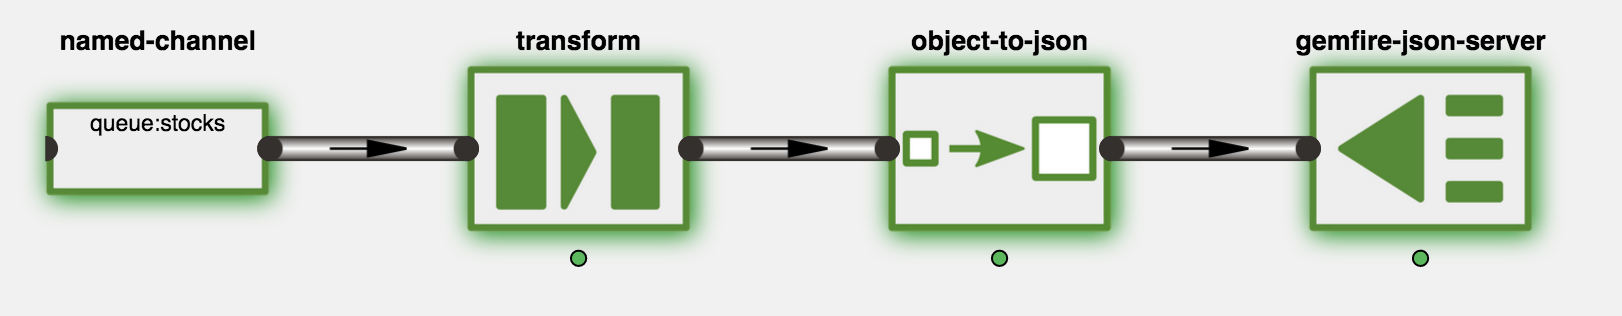 named-channel
transform
object-to-json
gemfire-json-server
queue:stocks